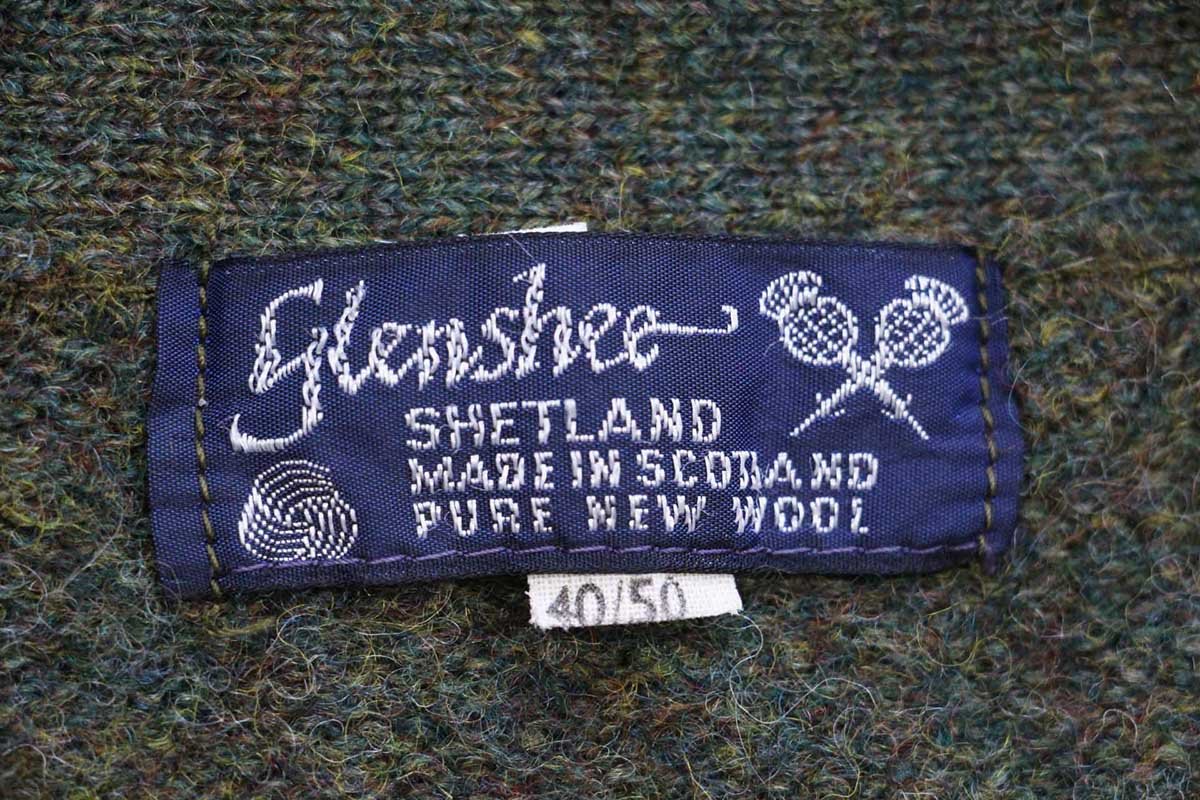 Glenshee
SHETLAND
MADE IN SCOTLAND
PURE NEW WOOL
40/50